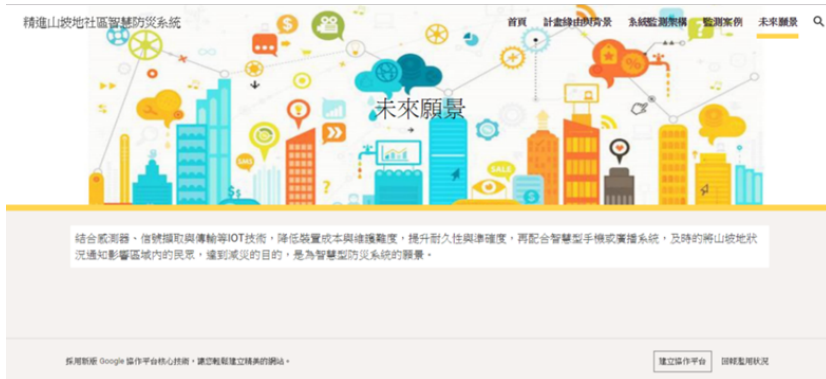 精進山坡地社區智慧防災系統
首頁 計畫緣由與背景 系統監測架構 監測案例 未來願景
未來願景
SALE
SALE
$
$
$$
%
?
結合感測器、信號擷取與傳輸等IOT技術，降低裝置成本與維護難度，提升耐久性與準確度，再配合智慧型手機或廣播系統，及時的將山坡地狀
況通知影響區域內的民眾，達到減災的目的，是為智慧型防災系統的願景。
採用新版 Google 協作平台核心技術，讓您輕鬆建立精美的網站。
建立協作平台 回報濫用狀況